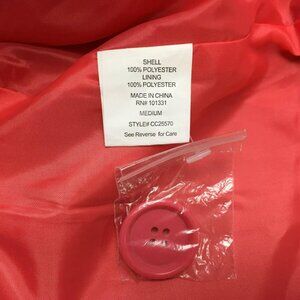 SHELL
100% POLYESTER
LINING
100% POLYESTER
MADE IN CHINA
RN# 101331
MEDIUM
STYLE# CC25570
See Reverse for Care